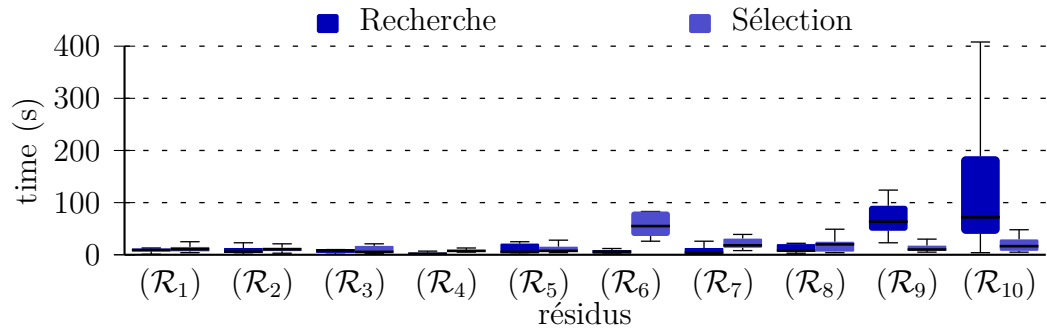 Recherche Sélection
400
300
200
100
0
time (s)
(R₁) (R₂) (R₃) (R₄) (R₅) (R₆) (R₇) (R₈) (R₉) (R₁₀)
résidus